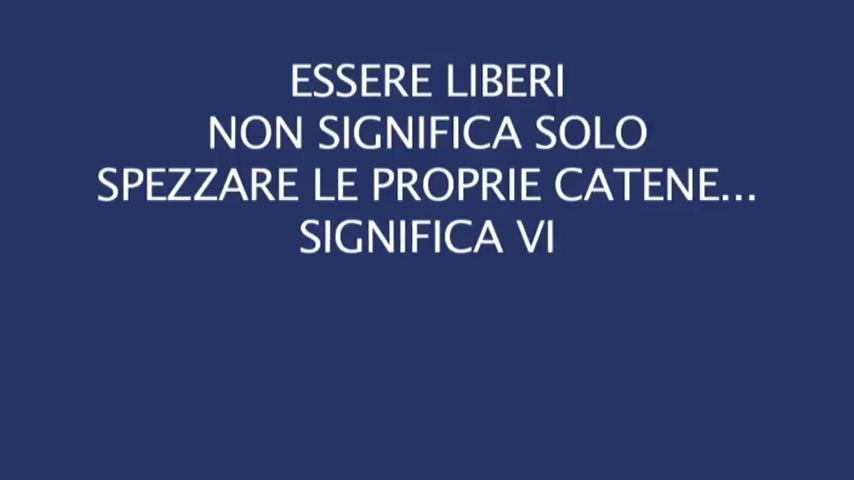 ESSERE LIBERI
NON SIGNIFICA SOLO
SPEZZARE LE PROPRIE CATENE...
SIGNIFICA VI